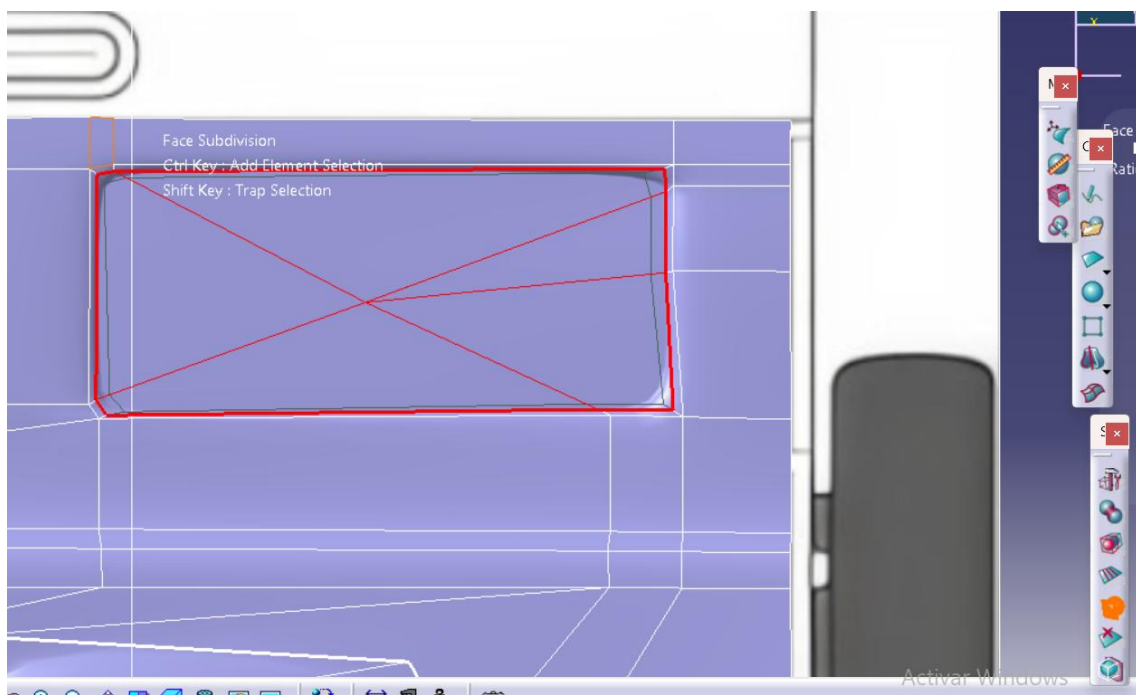 X
M
Face Subdivision
Face
Ctrl Key : Add Element Selection
Shift Key : Trap Selection
Activar Windows